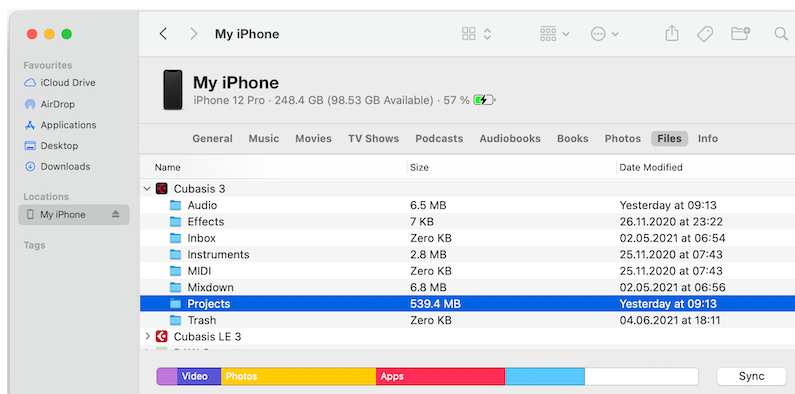 My iPhone
Favourites
iCloud Drive
AirDrop
Applications
Desktop
Downloads
Locations
My iPhone
Tags
My iPhone
iPhone 12 Pro · 248.4 GB (98.53 GB Available) · 57 %
General Music Movies TV Shows Podcasts Audiobooks Books Photos Files Info
Name Size Date Modified
Cubasis 3
Audio 6.5 MB Yesterday at 09:13
Effects 7 KB 26.11.2020 at 23:22
Inbox Zero KB 02.05.2021 at 06:54
Instruments 2.8 MB 25.11.2020 at 07:43
MIDI Zero KB 25.11.2020 at 07:43
Mixdown 6.8 MB 02.05.2021 at 06:56
Projects 539.4 MB Yesterday at 09:13
Trash Zero KB 04.06.2021 at 18:11
Cubasis LE 3
Video Photos Apps Sync